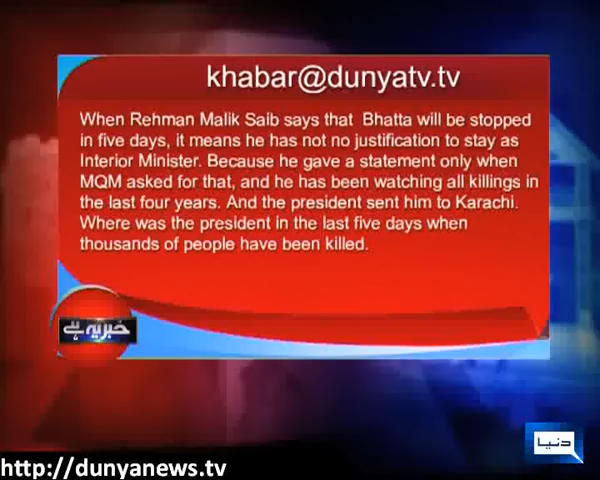 khabar@dunyatv.tv
When Rehman Malik Saib says that Bhatta will be stopped
in five days, it means he has not no justification to stay as
Interior Minister. Because he gave a statement only when
MQM asked for that, and he has been watching all killings in
the last four years. And the president sent him to Karachi.
Where was the president in the last five days when
thousands of people have been killed.
خبر یہ ہے
دنیا
http://dunyanews.tv